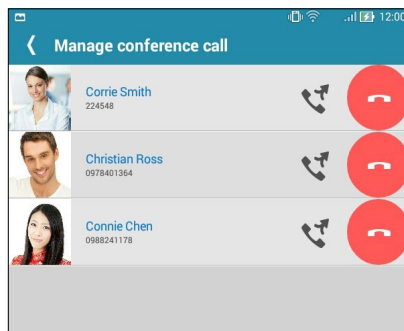 12:00
Manage conference call
Corrie Smith
224548
Christian Ross
0978401364
Connie Chen
0988241178